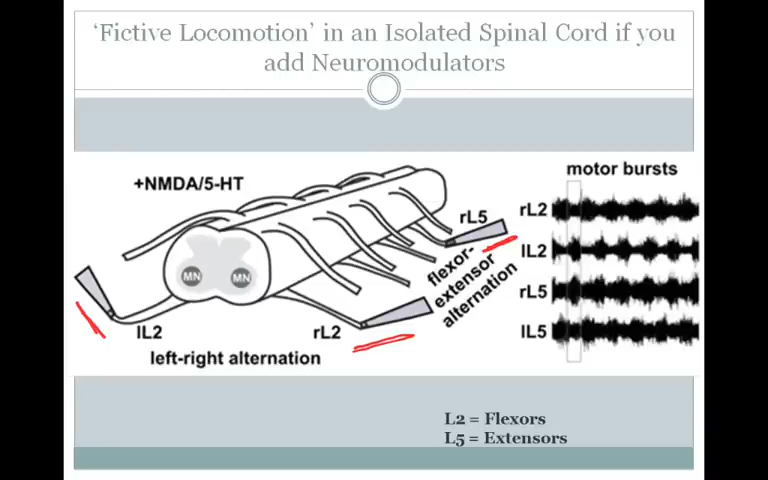 ‘Fictive Locomotion’ in an Isolated Spinal Cord if you
add Neuromodulators
+NMDA/5-HT
motor bursts
rL5
rL2
lL2
rL5
lL5
MN
MN
flexor-
extensor
alternation
lL2
rL2
left-right alternation
L2 = Flexors
L5 = Extensors